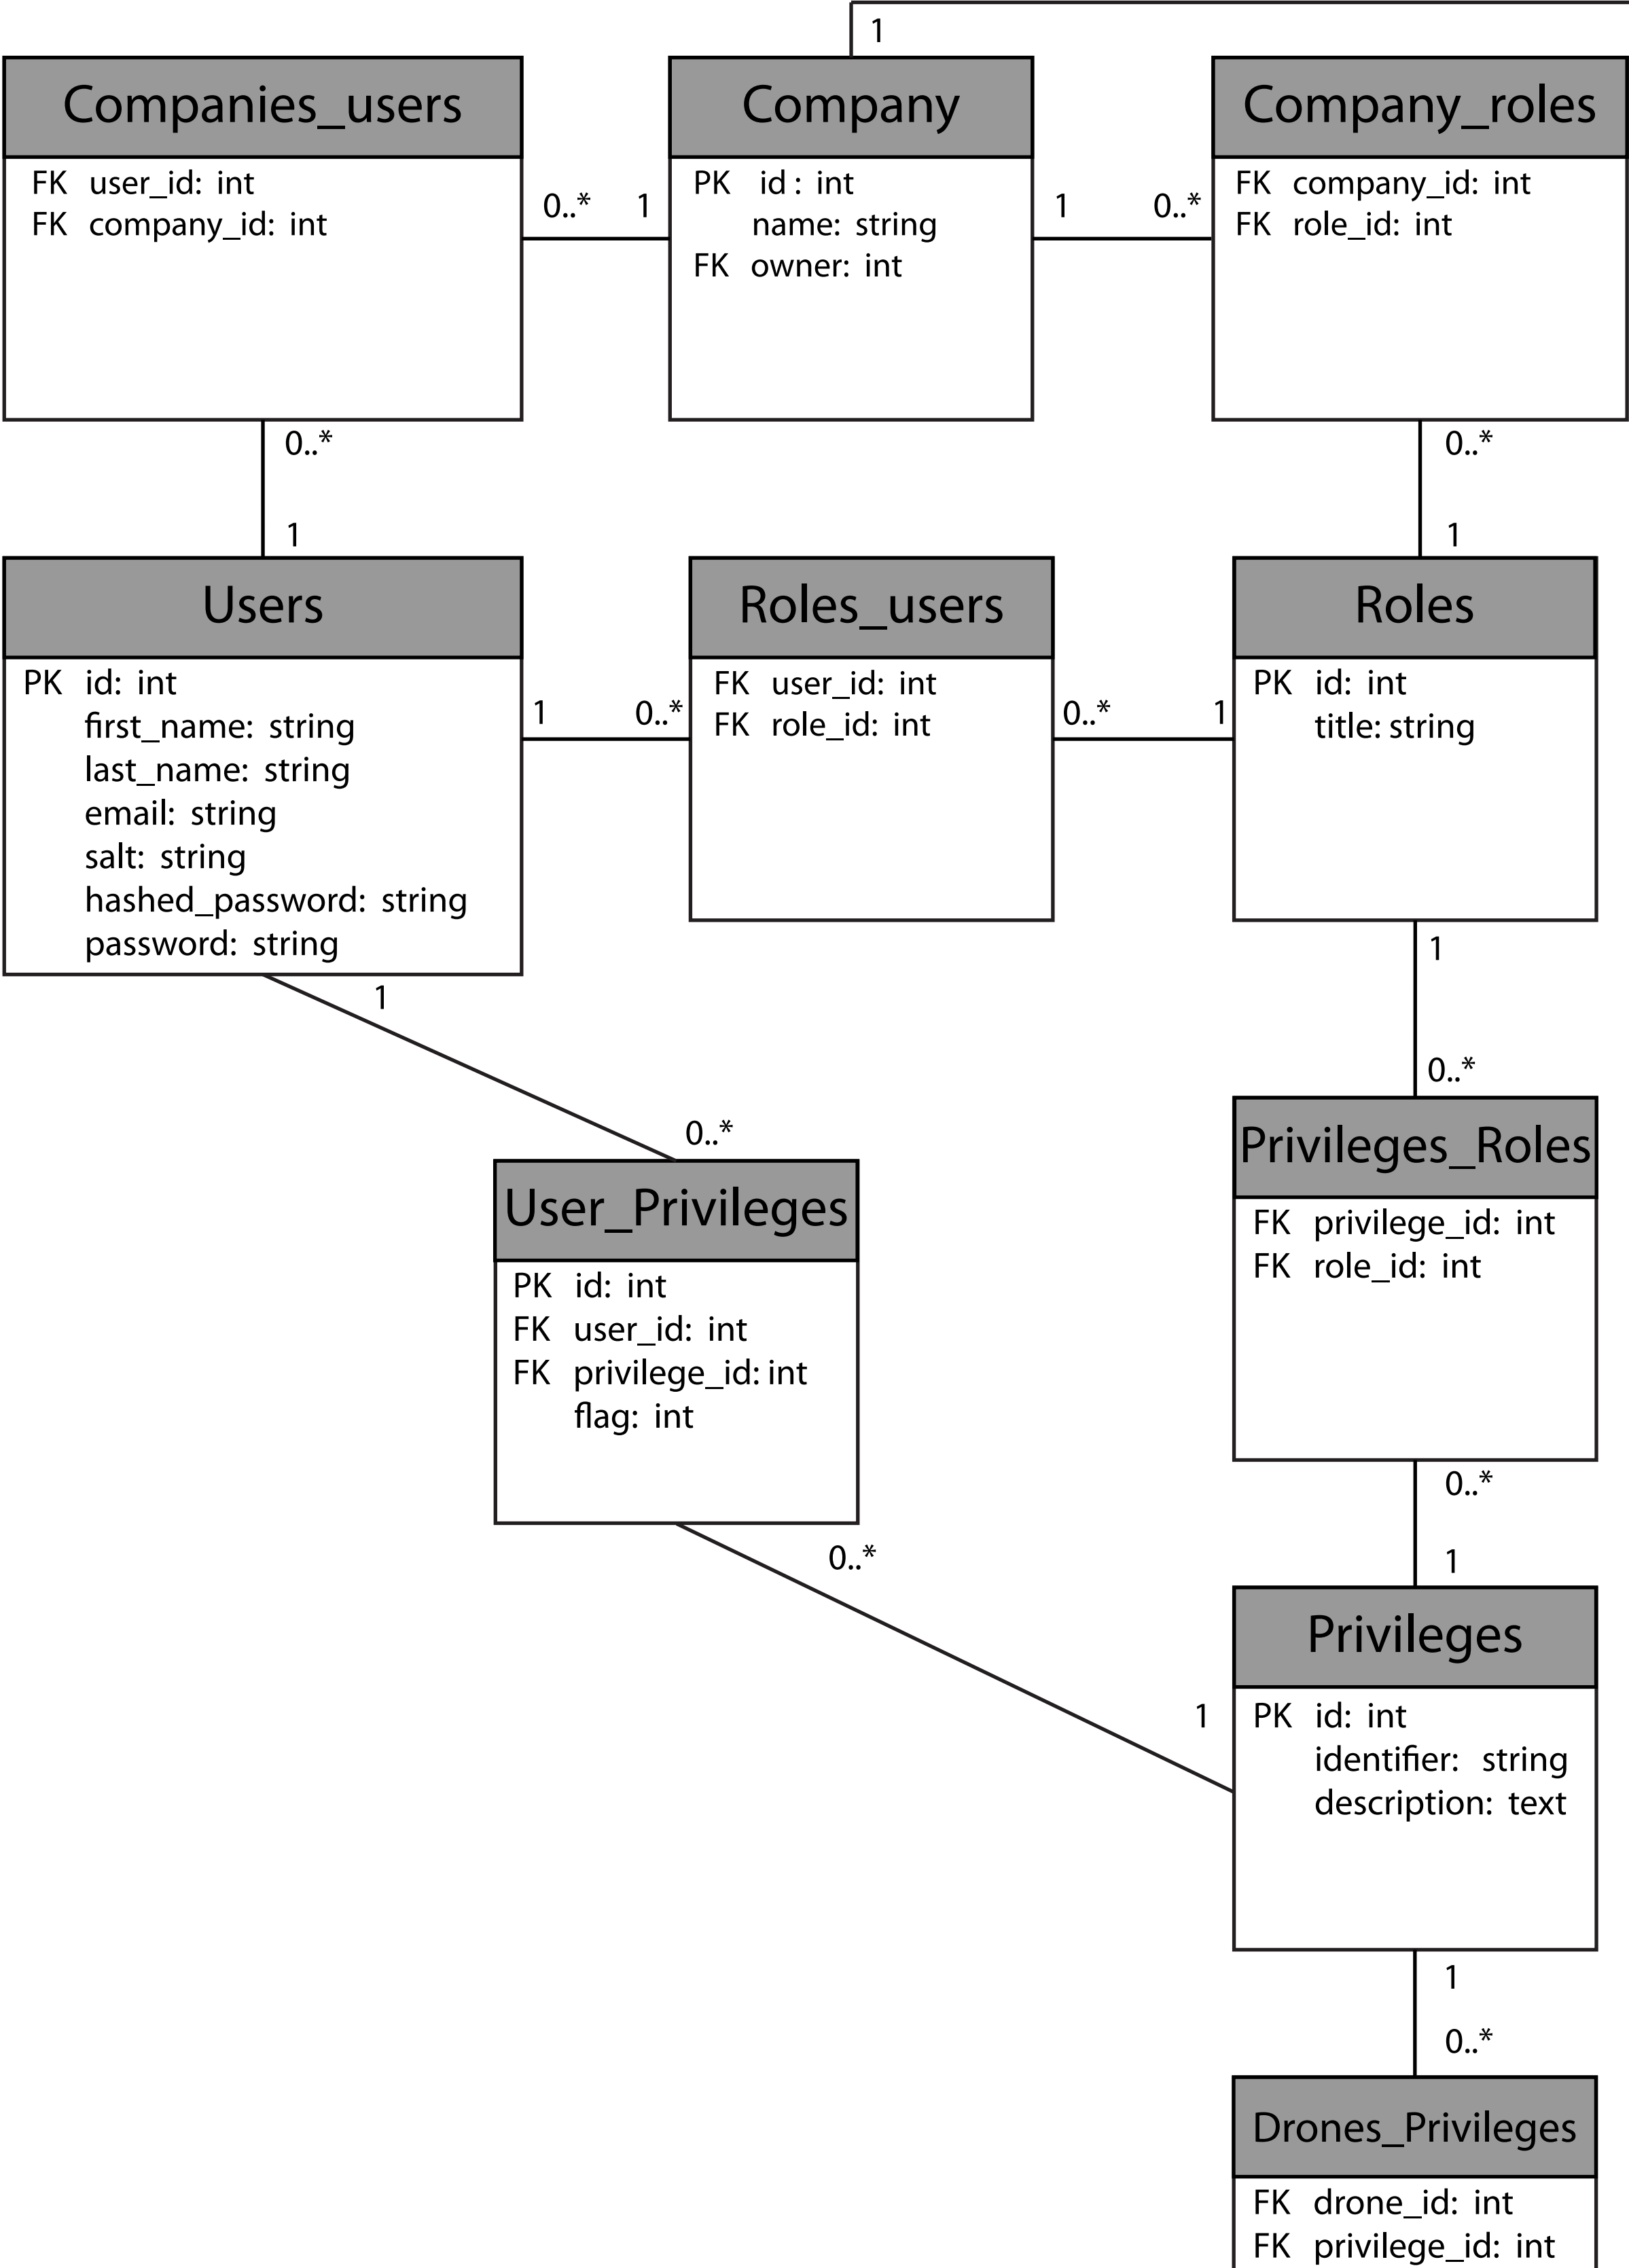 1
Companies_users
FK user_id: int
FK company_id: int
0..* 1
Company
PK id : int
name: string
FK owner: int
1 0..*
Company_roles
FK company_id: int
FK role_id: int
0..*
1
0..*
1
Users
PK id: int
first_name: string
last_name: string
email: string
salt: string
hashed_password: string
password: string
1 0..*
Roles_users
FK user_id: int
FK role_id: int
0..* 1
Roles
PK id: int
title: string
1
0..*
1
0..*
User_Privileges
PK id: int
FK user_id: int
FK privilege_id: int
flag: int
0..*
1
Privileges_Roles
FK privilege_id: int
FK role_id: int
0..*
1
Privileges
PK id: int
identifier: string
description: text
1
0..*
Drones_Privileges
FK drone_id: int
FK privilege_id: int